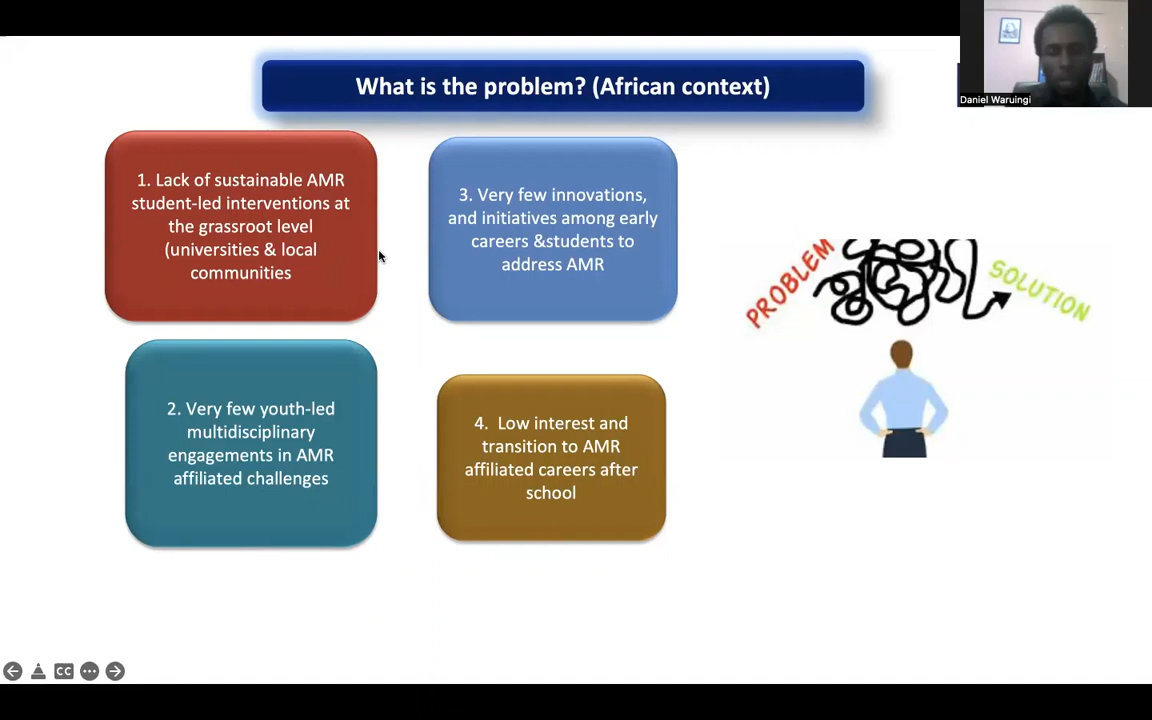 What is the problem? (African context)
Daniel Waruingi
1. Lack of sustainable AMR
student-led interventions at
the grassroot level
(universities & local
communities
2. Very few youth-led
multidisciplinary
engagements in AMR
affiliated challenges
3. Very few innovations,
and initiatives among early
careers &students to
address AMR
4. Low interest and
transition to AMR
affiliated careers after
school
PROBLEM
SOLUTION
CC